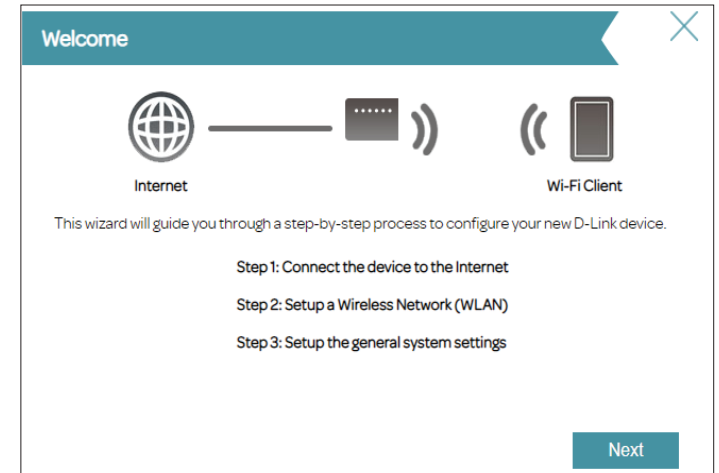 Welcome
Internet
Wi-Fi Client
This wizard will guide you through a step-by-step process to configure your new D-Link device.
Step 1: Connect the device to the Internet
Step 2: Setup a Wireless Network (WLAN)
Step 3: Setup the general system settings
Next